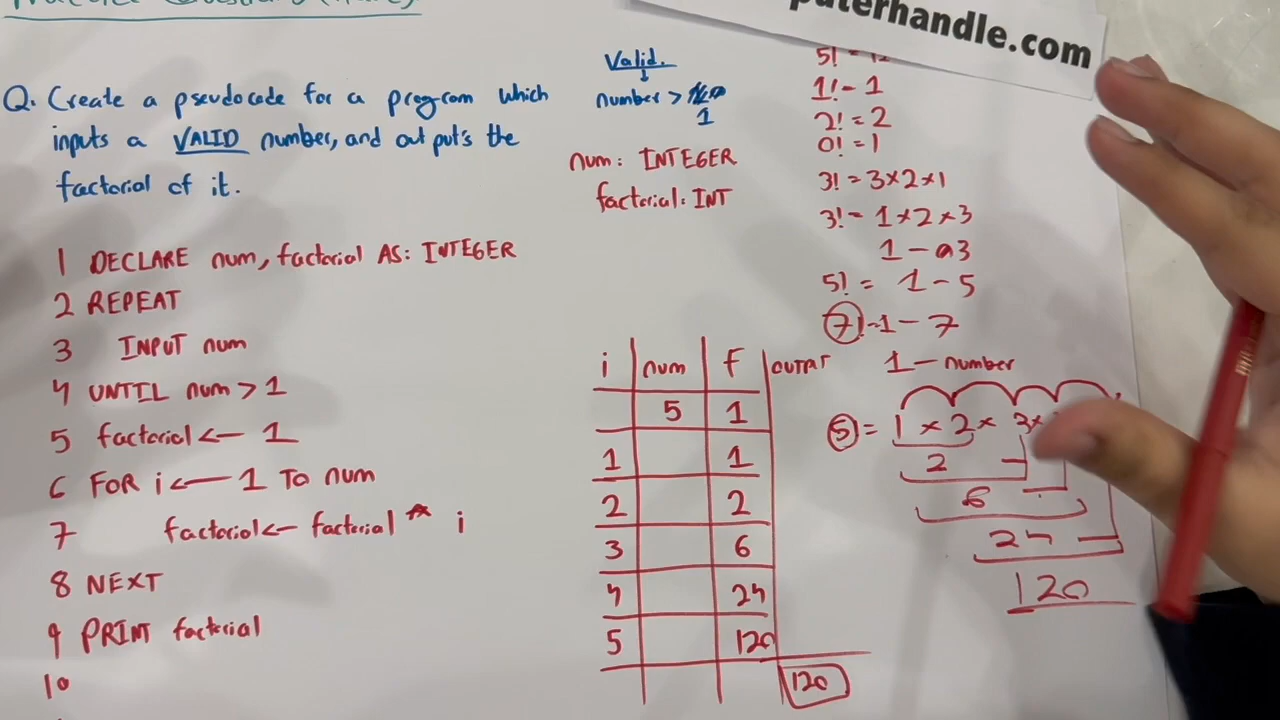 Q. Create a pseudocode for a program which
inputs a VALID number, and output's the
factorial of it.
Valid.
number >
1
num: INTEGER
factorial: INT
puterhandle.com
5! =
1! - 1
2! = 2
0! = 1
3! = 3×2×1
3! = 1×2×3
1 - 3
5! = 1 - 5
7! - 1 - 7
1 - number
1 DECLARE num, factorial AS: INTEGER
2 REPEAT
3 INPUT num
4 UNTIL num > 1
5 factorial ← 1
6 FOR i ← 1 TO num
7 factorial ← factorial * i
8 NEXT
9 PRINT factorial
10
i num f
5 1
1 1
2 2
3 6
4 24
5 120
120
5 = 1 × 2 × 3×
2
6
24
120